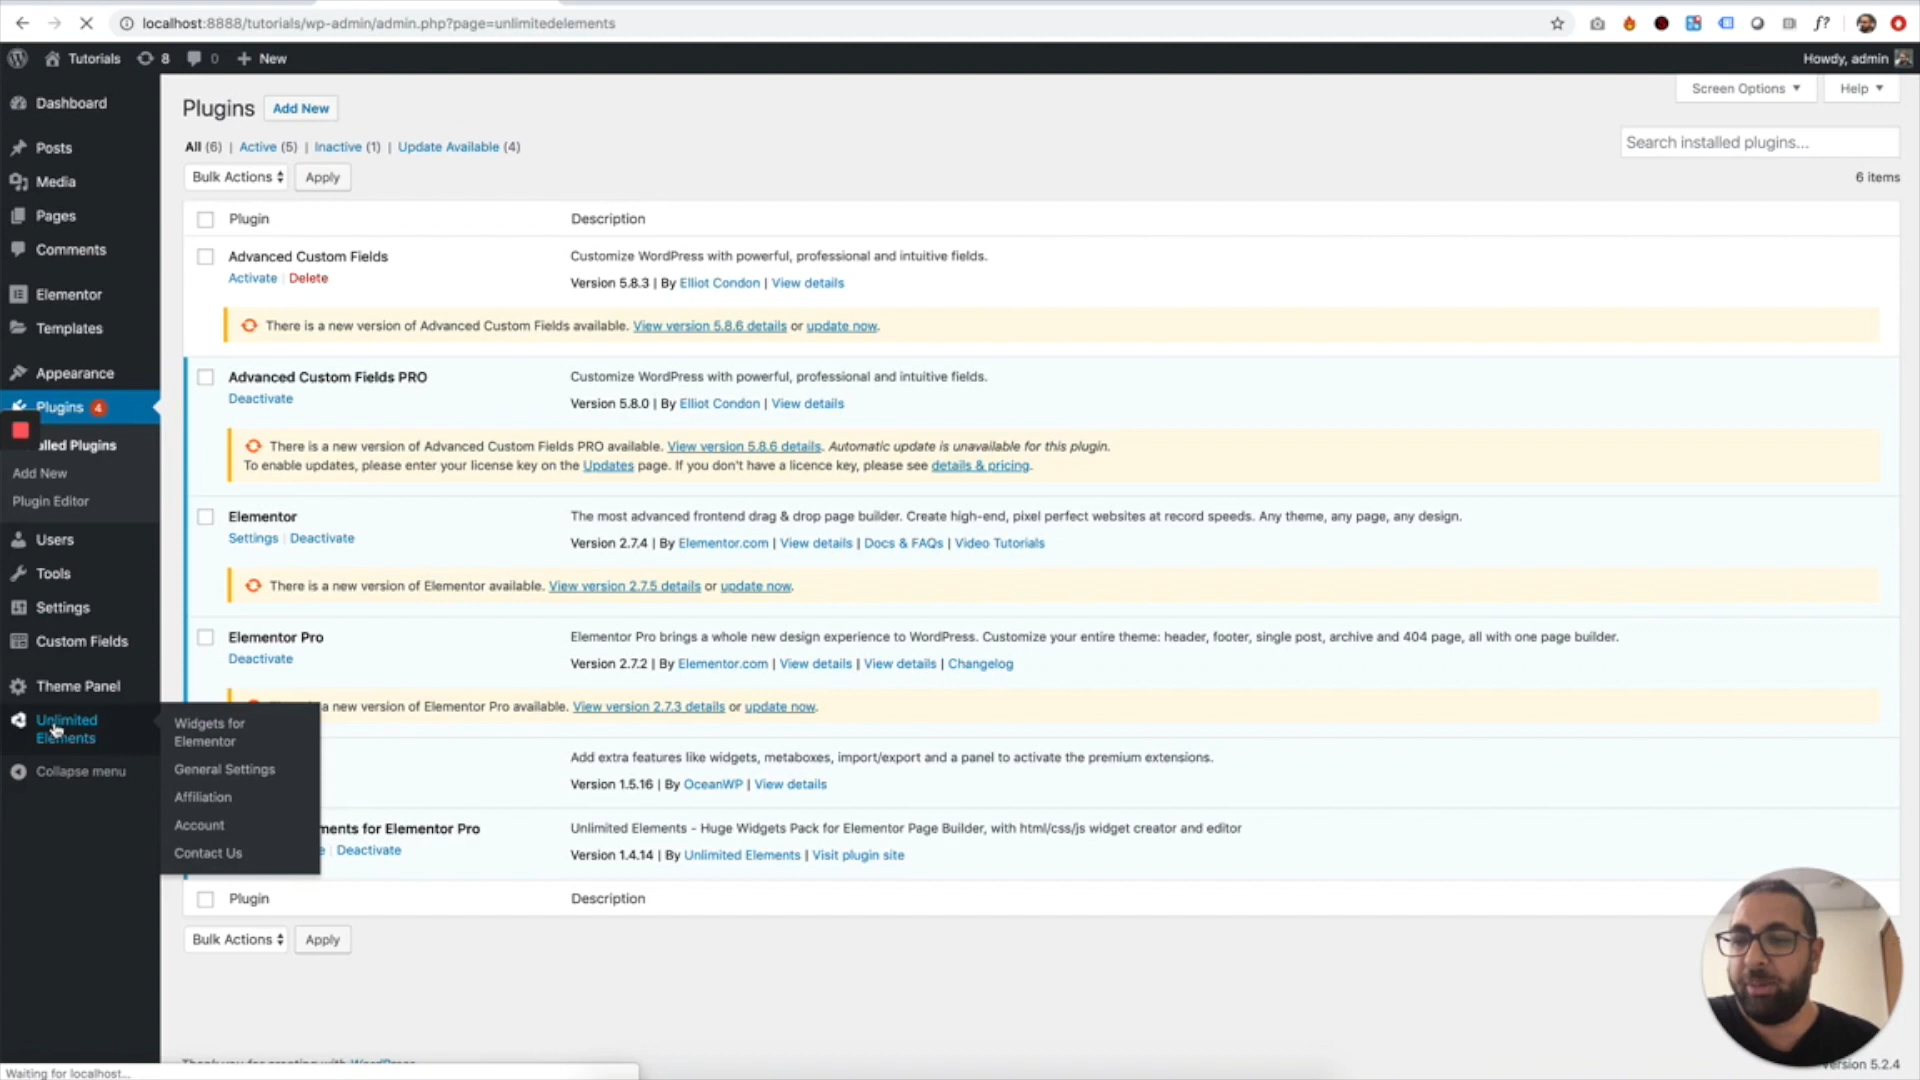 localhost:8888/tutorials/wp-admin/admin.php?page=unlimitedelements
f?
Tutorials 8 0 + New
Howdy, admin
Dashboard
Posts
Media
Pages
Comments
Elementor
Templates
Appearance
Plugins 4
alled Plugins
Add New
Plugin Editor
Users
Tools
Settings
Custom Fields
Theme Panel
Unlimited
Elements
Collapse menu
Widgets for
Elementor
General Settings
Affiliation
Account
Contact Us
Screen Options ▼ Help ▼
Plugins Add New
All (6) | Active (5) | Inactive (1) | Update Available (4)
Search installed plugins...
Bulk Actions Apply
6 items
Plugin Description
Advanced Custom Fields
Activate | Delete
Customize WordPress with powerful, professional and intuitive fields.
Version 5.8.3 | By Elliot Condon | View details
There is a new version of Advanced Custom Fields available. View version 5.8.6 details or update now.
Advanced Custom Fields PRO
Deactivate
Customize WordPress with powerful, professional and intuitive fields.
Version 5.8.0 | By Elliot Condon | View details
There is a new version of Advanced Custom Fields PRO available. View version 5.8.6 details. Automatic update is unavailable for this plugin.
To enable updates, please enter your license key on the Updates page. If you don't have a licence key, please see details & pricing.
Elementor
Settings | Deactivate
The most advanced frontend drag & drop page builder. Create high-end, pixel perfect websites at record speeds. Any theme, any page, any design.
Version 2.7.4 | By Elementor.com | View details | Docs & FAQs | Video Tutorials
There is a new version of Elementor available. View version 2.7.5 details or update now.
Elementor Pro
Deactivate
Elementor Pro brings a whole new design experience to WordPress. Customize your entire theme: header, footer, single post, archive and 404 page, all with one page builder.
Version 2.7.2 | By Elementor.com | View details | View details | Changelog
a new version of Elementor Pro available. View version 2.7.3 details or update now.
Add extra features like widgets, metaboxes, import/export and a panel to activate the premium extensions.
Version 1.5.16 | By OceanWP | View details
ments for Elementor Pro
e | Deactivate
Unlimited Elements - Huge Widgets Pack for Elementor Page Builder, with html/css/js widget creator and editor
Version 1.4.14 | By Unlimited Elements | Visit plugin site
Plugin Description
Bulk Actions Apply
Thank you for creating with WordPress
Version 5.2.4
Waiting for localhost...